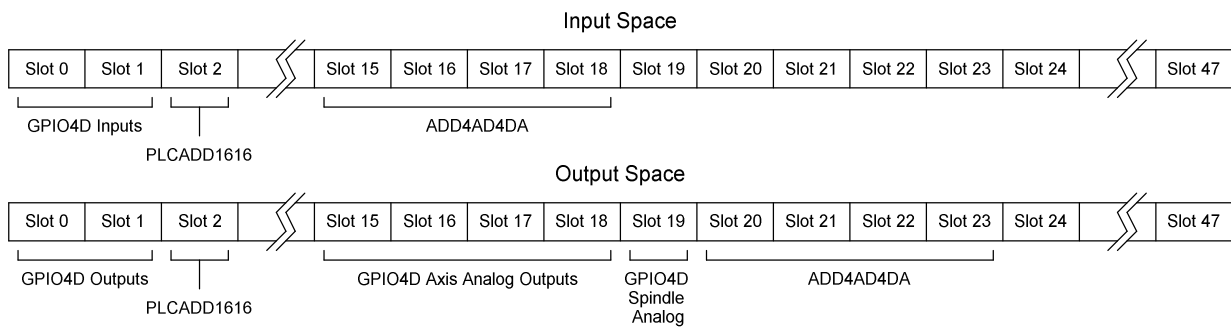 Input Space
Slot 0 Slot 1 Slot 2 Slot 15 Slot 16 Slot 17 Slot 18 Slot 19 Slot 20 Slot 21 Slot 22 Slot 23 Slot 24 Slot 47
GPIO4D Inputs ADD4AD4DA
PLCADD1616
Output Space
Slot 0 Slot 1 Slot 2 Slot 15 Slot 16 Slot 17 Slot 18 Slot 19 Slot 20 Slot 21 Slot 22 Slot 23 Slot 24 Slot 47
GPIO4D Outputs GPIO4D Axis Analog Outputs GPIO4D ADD4AD4DA
Spindle
PLCADD1616 Analog